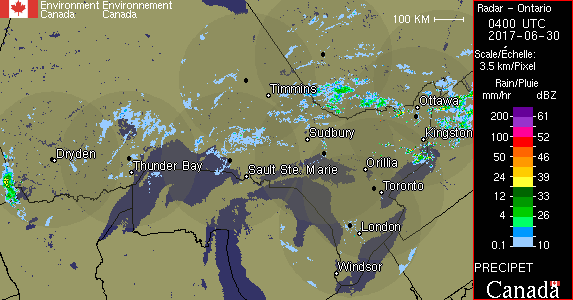 Environment Environnement
Canada Canada
100 KM
Timmins
Ottawa
Sudbury
Kingston
Dryden
Thunder Bay
Sault Ste. Marie
Orillia
Toronto
London
Windsor
Radar - Ontario
0400 UTC
2017-06-30
Scale/Échelle:
3.5 km/Pixel
Rain/Pluie
mm/hr dBZ
200 61
100 52
50 46
24 39
12 33
4 26
0.1 10
PRECIPET
Canada